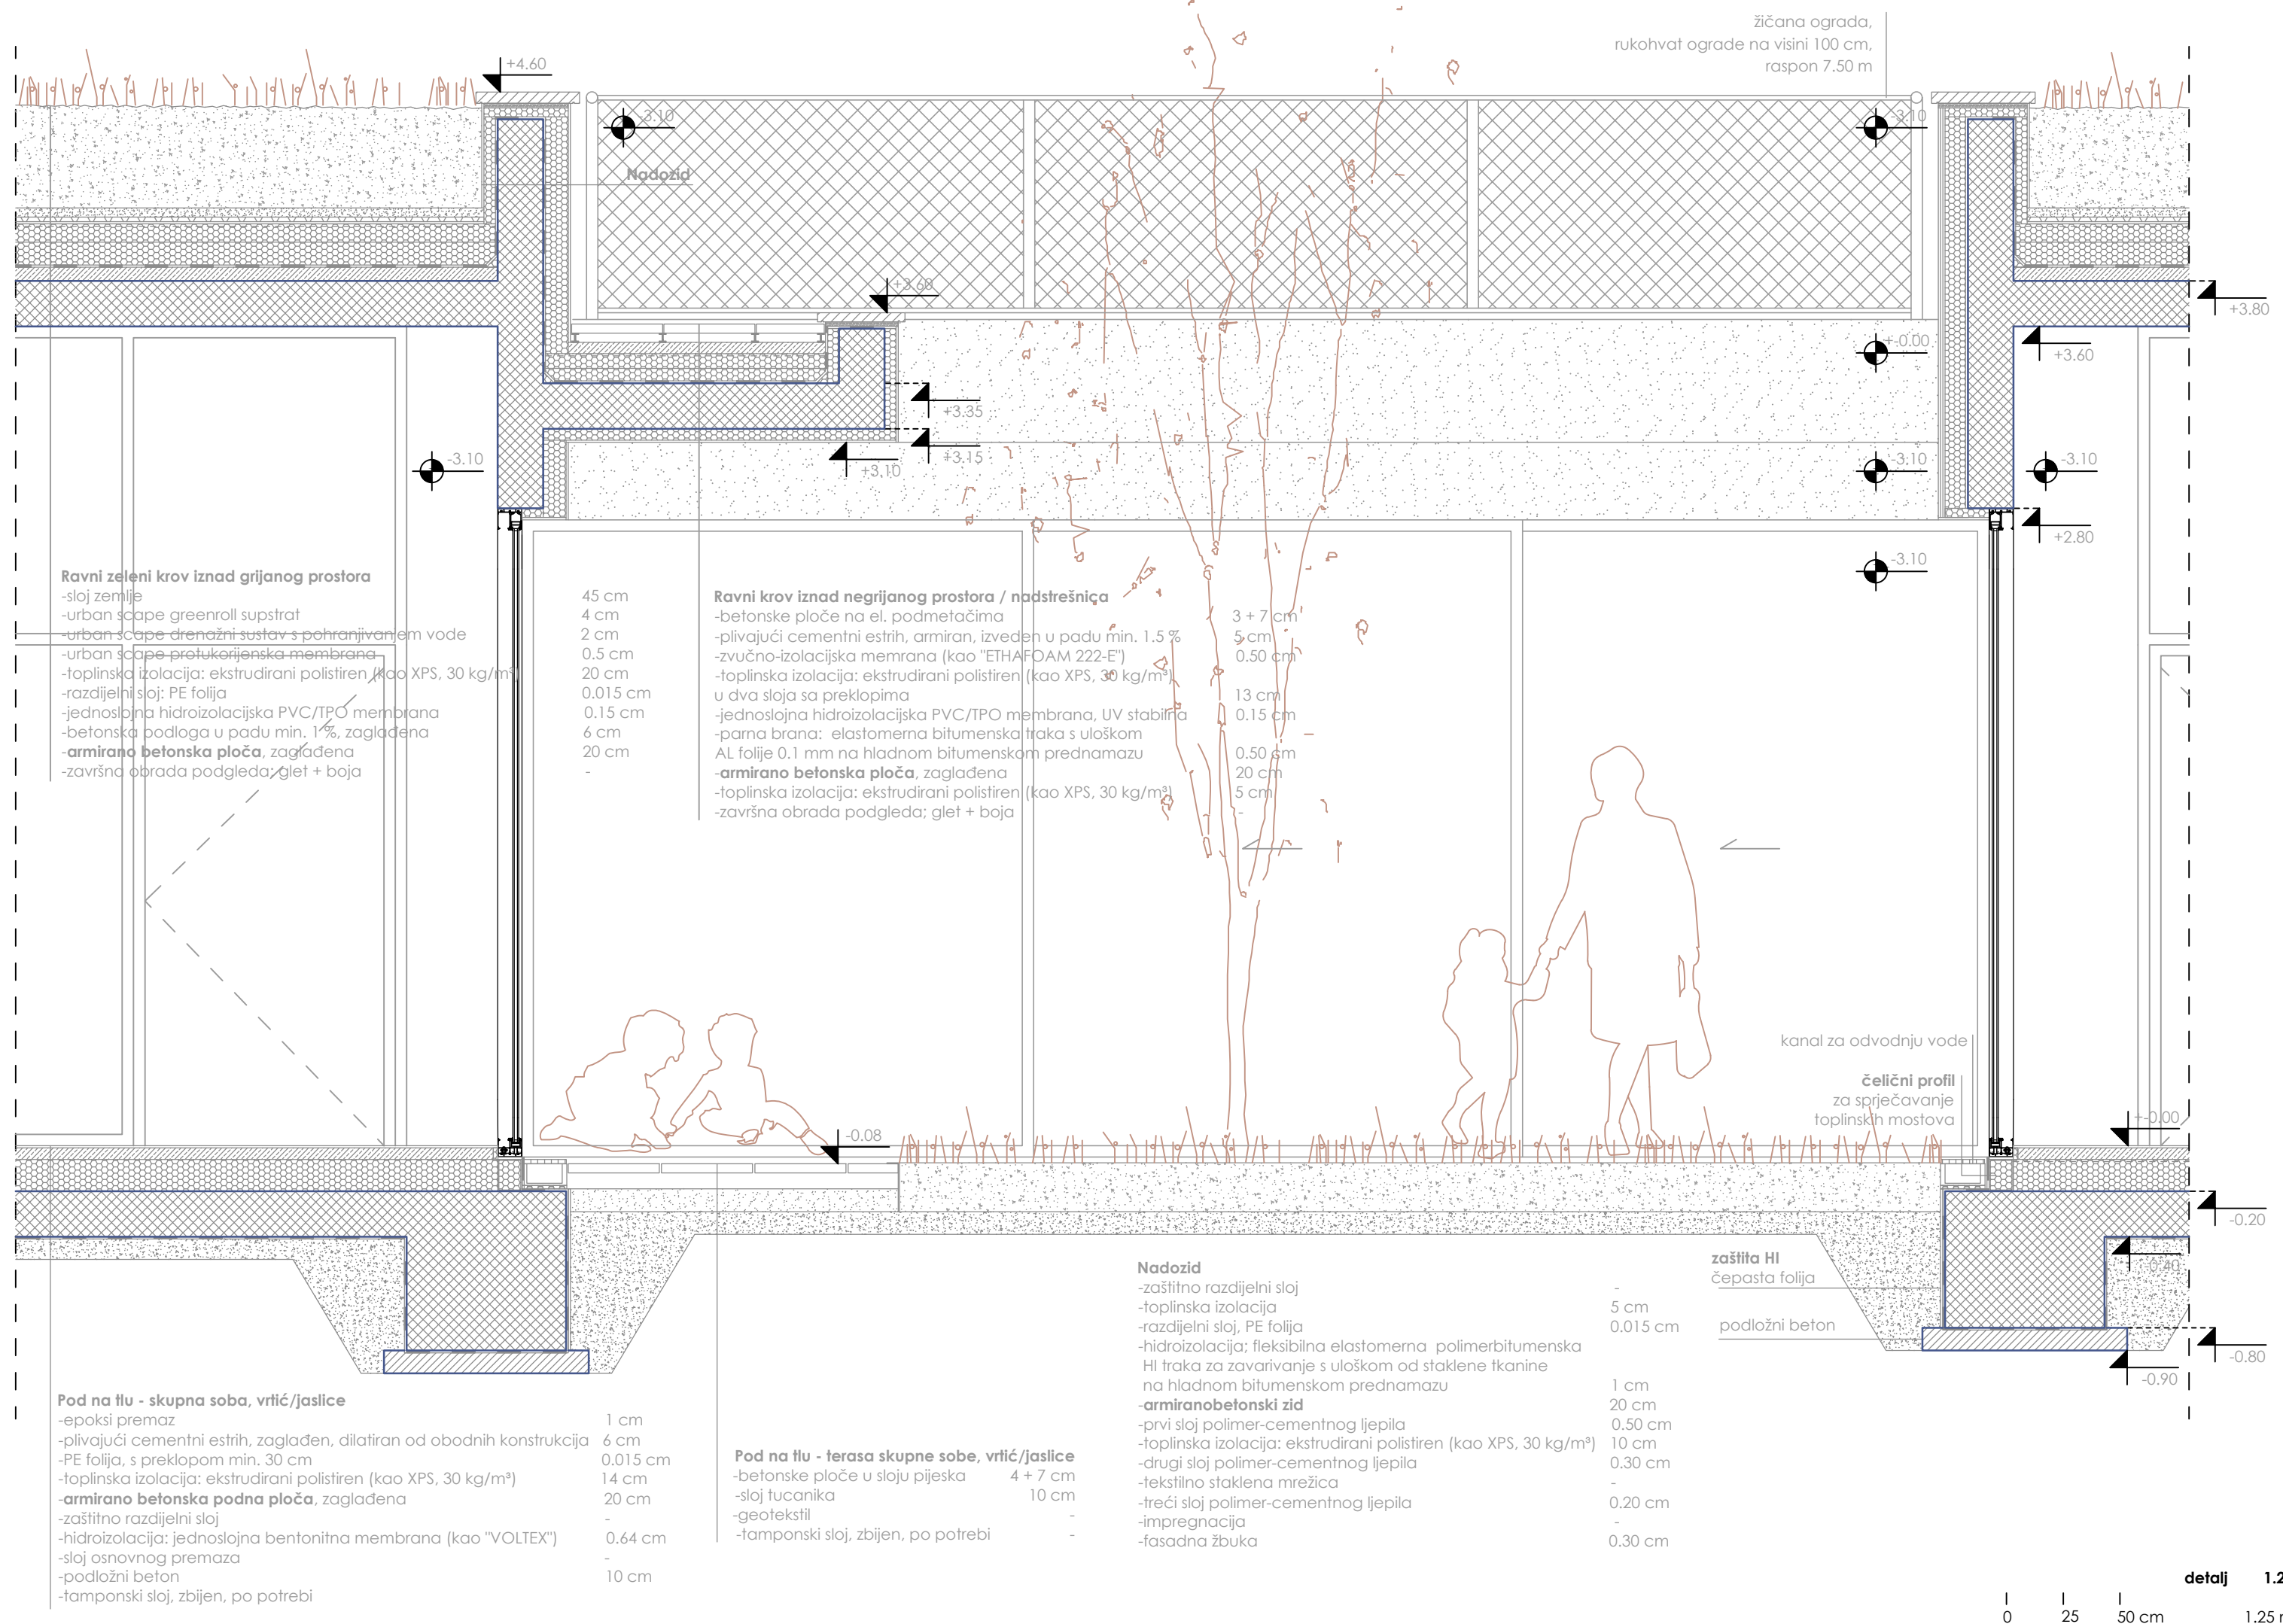 žičana ograda,
rukohvat ograde na visini 100 cm,
raspon 7.50 m
+4.60
-3.10
-3.10
Nadozid
+3.60
+3.80
+-0.00
+3.60
+3.35
+3.15
+3.10
-3.10
-3.10
-3.10
+2.80
-3.10
Ravni zeleni krov iznad grijanog prostora
-sloj zemlje 45 cm
-urban scape greenroll supstrat 4 cm
-urban scape drenažni sustav s pohranjivanjem vode 2 cm
-urban scape protukorijenska membrana 0.5 cm
-toplinska izolacija: ekstrudirani polistiren (kao XPS, 30 kg/m³) 20 cm
-razdijelni sloj: PE folija 0.015 cm
-jednoslojna hidroizolacijska PVC/TPO membrana 0.15 cm
-betonska podloga u padu min. 1 %, zaglađena 6 cm
-armirano betonska ploča, zaglađena 20 cm
-završna obrada podgleda; glet + boja -
Ravni krov iznad negrijanog prostora / nadstrešnica
-betonske ploče na el. podmetačima 3 + 7 cm
-plivajući cementni estrih, armiran, izveden u padu min. 1.5 % 5 cm
-zvučno-izolacijska memrana (kao "ETHAFOAM 222-E") 0.50 cm
-toplinska izolacija: ekstrudirani polistiren (kao XPS, 30 kg/m³)
u dva sloja sa preklopima 13 cm
-jednoslojna hidroizolacijska PVC/TPO membrana, UV stabilna 0.15 cm
-parna brana: elastomerna bitumenska traka s uloškom
AL folije 0.1 mm na hladnom bitumenskom prednamazu 0.50 cm
-armirano betonska ploča, zaglađena 20 cm
-toplinska izolacija: ekstrudirani polistiren (kao XPS, 30 kg/m³) 5 cm
-završna obrada podgleda; glet + boja -
kanal za odvodnju vode
čelični profil
za sprječavanje
toplinskih mostova
+-0.00
-0.08
-0.20
-0.40
-0.80
-0.90
zaštita HI
čepasta folija
podložni beton
Nadozid
-zaštitno razdijelni sloj -
-toplinska izolacija 5 cm
-razdijelni sloj, PE folija 0.015 cm
-hidroizolacija; fleksibilna elastomerna polimerbitumenska
HI traka za zavarivanje s uloškom od staklene tkanine
na hladnom bitumenskom prednamazu 1 cm
-armiranobetonski zid 20 cm
-prvi sloj polimer-cementnog ljepila 0.50 cm
-toplinska izolacija: ekstrudirani polistiren (kao XPS, 30 kg/m³) 10 cm
-drugi sloj polimer-cementnog ljepila 0.30 cm
-tekstilno staklena mrežica -
-treći sloj polimer-cementnog ljepila 0.20 cm
-impregnacija -
-fasadna žbuka 0.30 cm
Pod na tlu - skupna soba, vrtić/jaslice
-epoksi premaz 1 cm
-plivajući cementni estrih, zaglađen, dilatiran od obodnih konstrukcija 6 cm
-PE folija, s preklopom min. 30 cm 0.015 cm
-toplinska izolacija: ekstrudirani polistiren (kao XPS, 30 kg/m³) 14 cm
-armirano betonska podna ploča, zaglađena 20 cm
-zaštitno razdijelni sloj -
-hidroizolacija: jednoslojna bentonitna membrana (kao "VOLTEX") 0.64 cm
-sloj osnovnog premaza -
-podložni beton 10 cm
-tamponski sloj, zbijen, po potrebi
Pod na tlu - terasa skupne sobe, vrtić/jaslice
-betonske ploče u sloju pijeska 4 + 7 cm
-sloj tucanika 10 cm
-geotekstil -
-tamponski sloj, zbijen, po potrebi -
detalj
0 25 50 cm 1.25